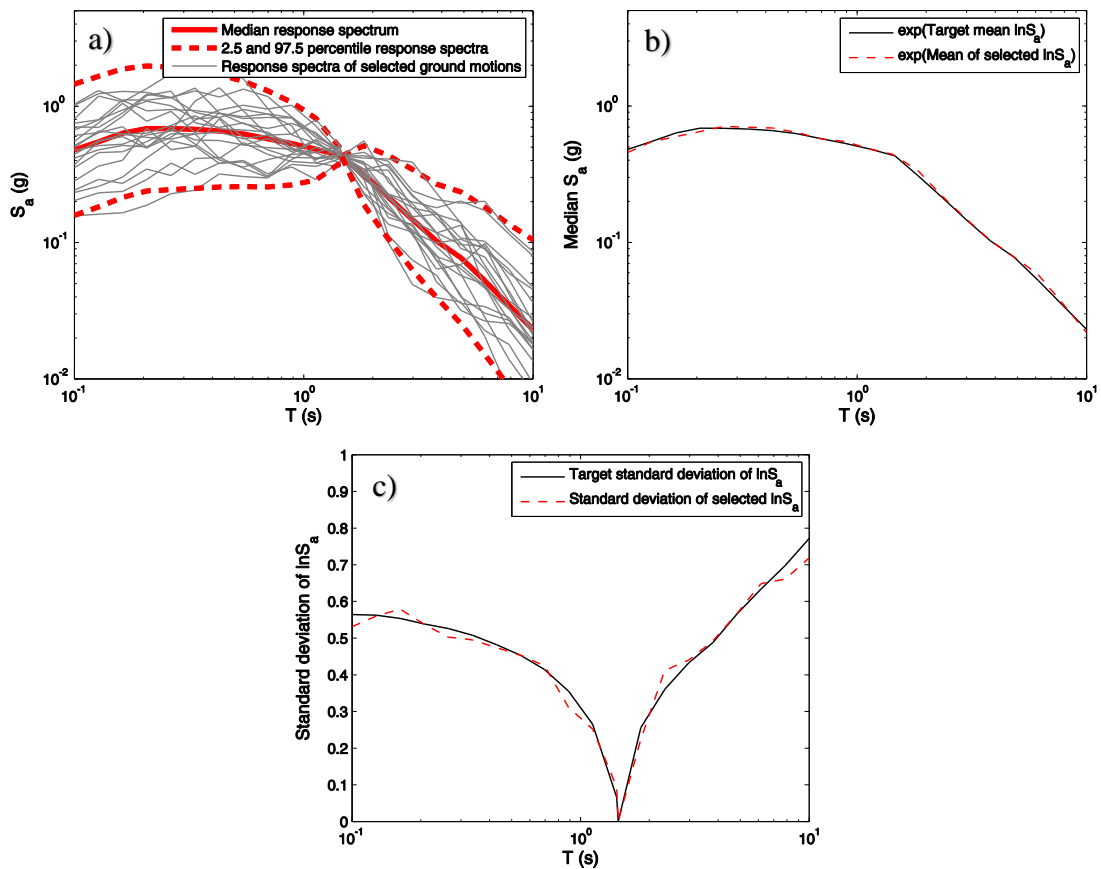 a)
Median response spectrum
2.5 and 97.5 percentile response spectra
Response spectra of selected ground motions
10^0
10^-1
10^-2
S_a (g)
10^-1
10^0
10^1
T (s)
b)
exp(Target mean lnS_a)
exp(Mean of selected lnS_a)
10^0
10^-1
10^-2
Median S_a (g)
10^-1
10^0
10^1
T (s)
c)
Target standard deviation of lnS_a
Standard deviation of selected lnS_a
1
0.9
0.8
0.7
0.6
0.5
0.4
0.3
0.2
0.1
0
Standard deviation of lnS_a
10^-1
10^0
10^1
T (s)